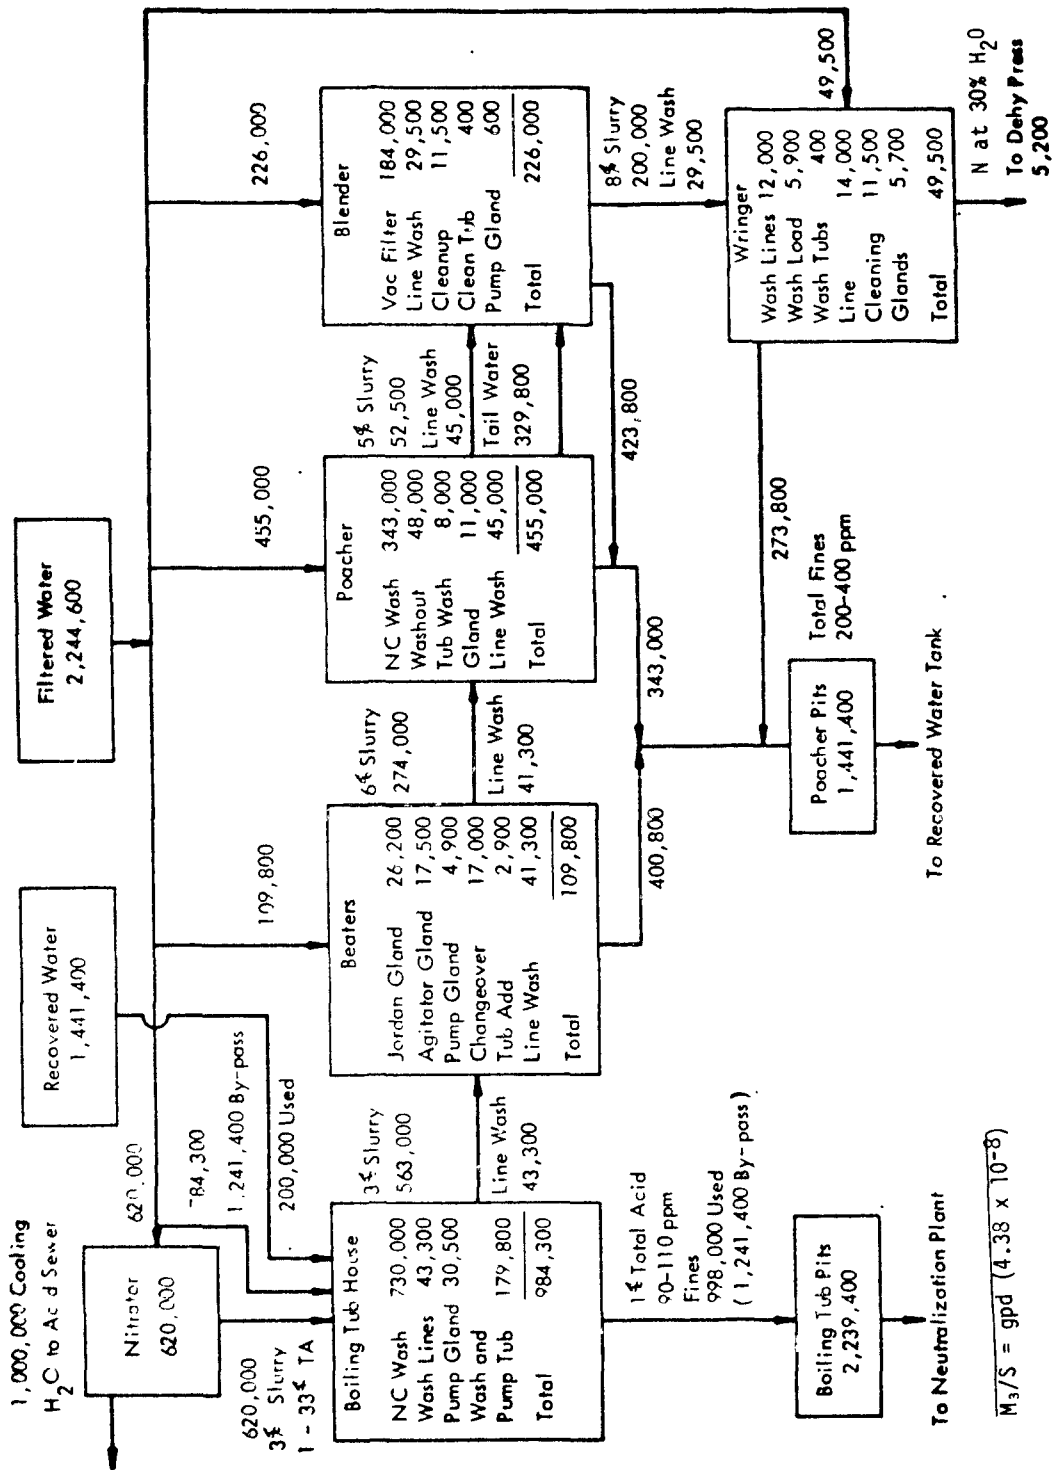 1,000,000 Cooling
H2C to Ac d Sewer
Recovered Water
1,441,400
Filtered Water
2,244,600
Nitrator
620,000
620,000
784,300
1,241,400 By-pass
200,000 Used
109,800
455,000
226,000
620,000
3% Slurry
1 - 33% TA
Boiling Tub House
NC Wash 730,000
Wash Lines 43,300
Pump Gland 30,500
Wash and
Pump Tub 179,800
Total 984,300
3% Slurry
563,000
Line Wash
43,300
Beaters
Jordan Gland 26,200
Agitator Gland 17,500
Pump Gland 4,900
Changeover 17,000
Tub Add 2,900
Line Wash 41,300
Total 109,800
6% Slurry
274,000
Line Wash
41,300
Poacher
NC Wash 343,000
Washout 48,000
Tub Wash 8,000
Gland 11,000
Line Wash 45,000
Total 455,000
5% Slurry
52,500
Line Wash
45,000
Tail Water
329,800
Blender
Vac Filter 184,000
Line Wash 29,500
Cleanup 11,500
Clean Tub 400
Pump Gland 600
Total 226,000
1% Total Acid
90-110 ppm
Fines
998,000 Used
(1,241,400 By-pass)
400,800
343,000
423,800
8% Slurry
200,000
Line Wash
29,500
49,500
Boiling Tub Pits
2,239,400
To Neutralization Plant
Poacher Pits
1,441,400
Total Fines
200-400 ppm
To Recovered Water Tank
273,800
Wringer
Wash Lines 12,000
Wash Load 5,900
Wash Tubs 400
Line 14,000
Cleaning 11,500
Glands 5,700
Total 49,500
N at 30% H2O
To Dehy Press
5,200
M3/S = gpd (4.38 x 10-8)